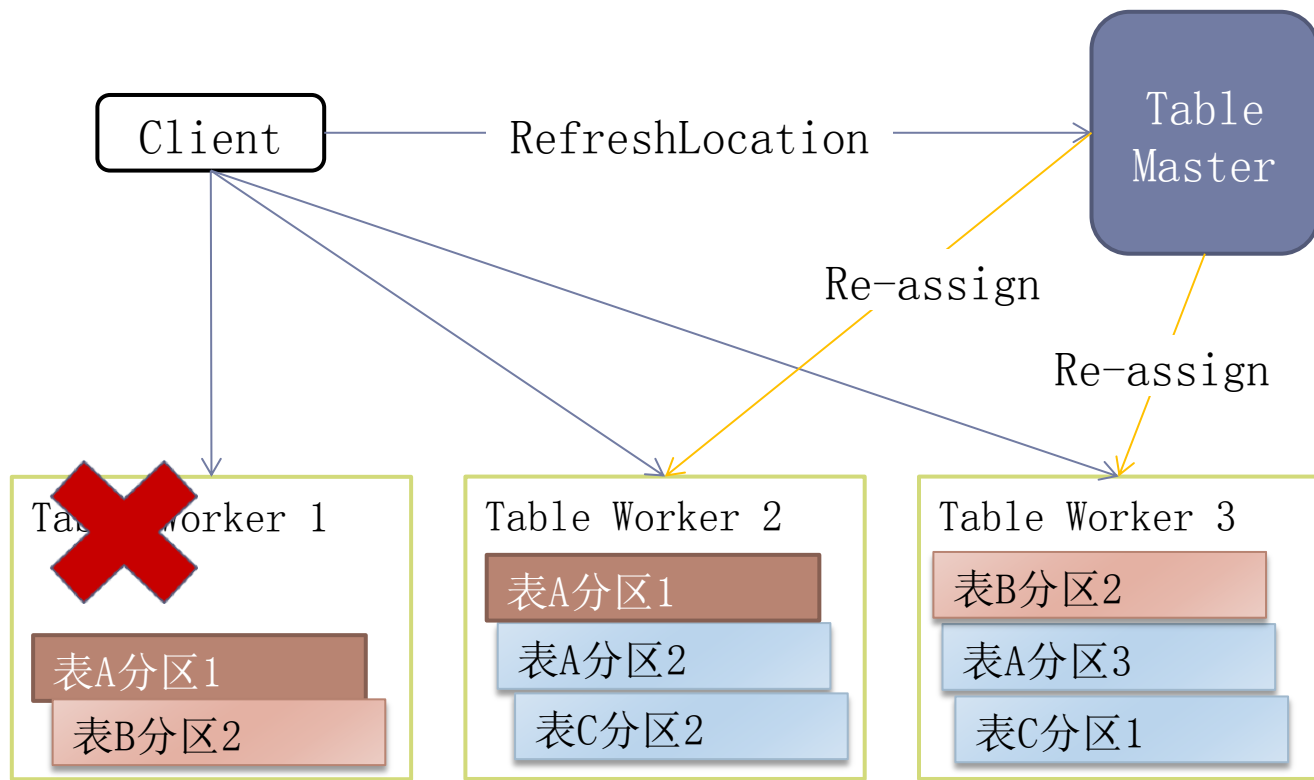 Client
RefreshLocation
Table
Master
Re-assign
Re-assign
Table Worker 1
表A分区1
表B分区2
Table Worker 2
表A分区1
表A分区2
表C分区2
Table Worker 3
表B分区2
表A分区3
表C分区1